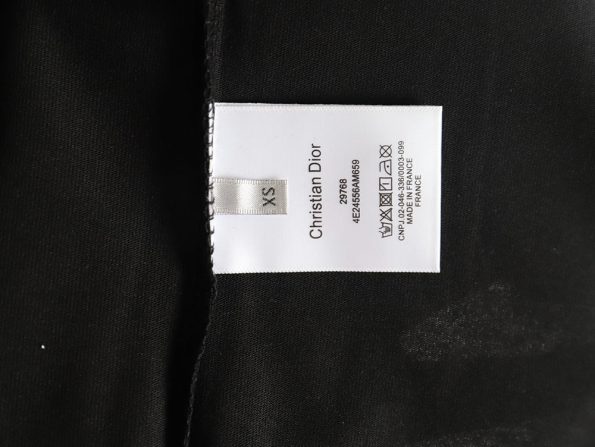 XS
Christian Dior
29768
4E24556AM659
CNPJ.02-046-336/0003-099
MADE IN FRANCE
FRANCE